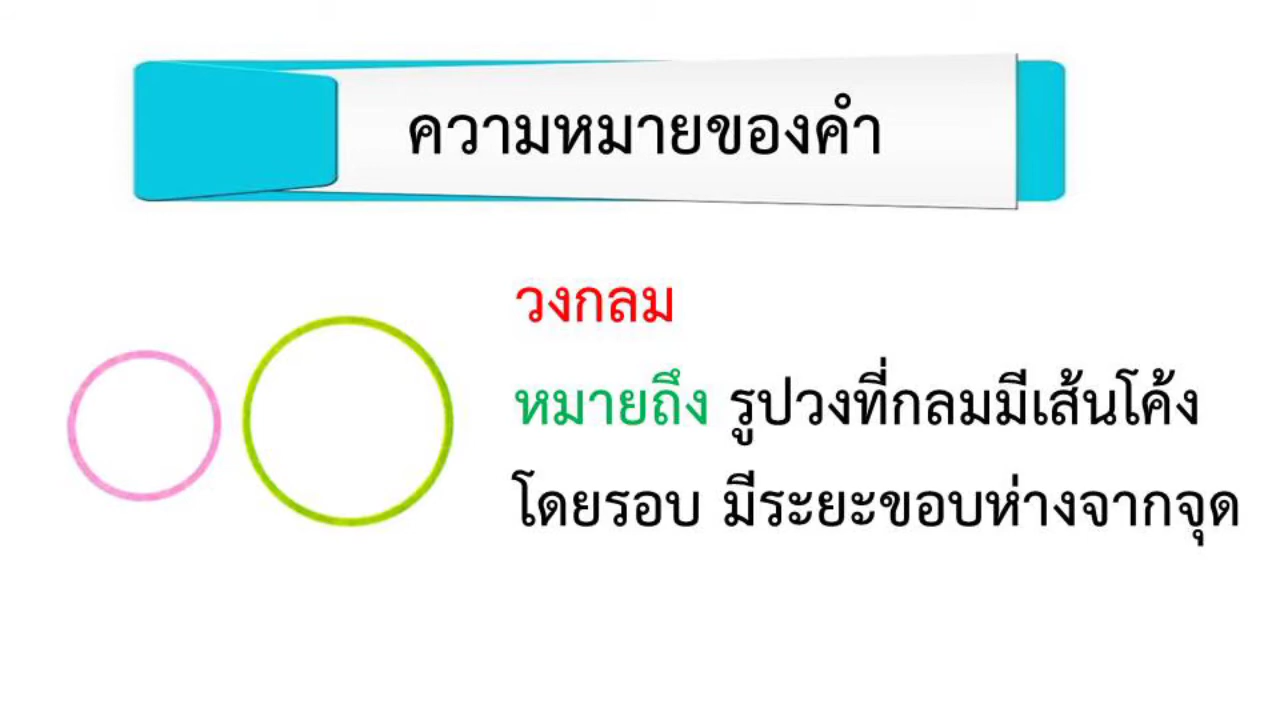 ความหมายของคำ
วงกลม
หมายถึง รูปวงที่กลมมีเส้นโค้ง
โดยรอบ มีระยะขอบห่างจากจุด